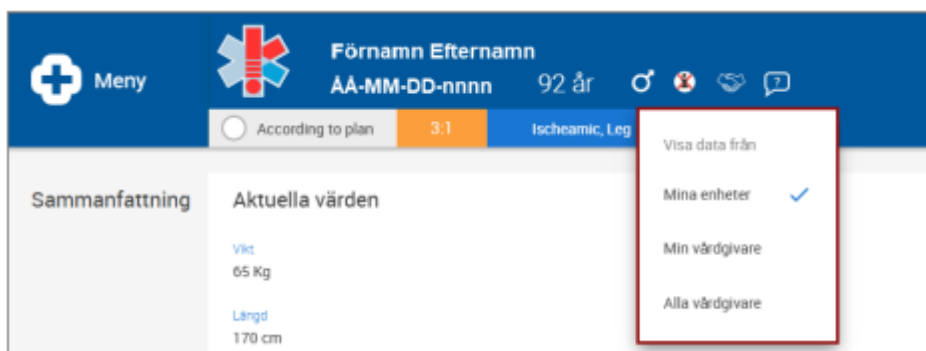 Meny
Förnamn Efternamn
ÅÅ-MM-DD-nnnn 92 år
?
According to plan 3:1 Ischeamic, Leg
Visa data från
Mina enheter
Min vårdgivare
Alla vårdgivare
Sammanfattning
Aktuella värden
Vikt
65 Kg
Längd
170 cm